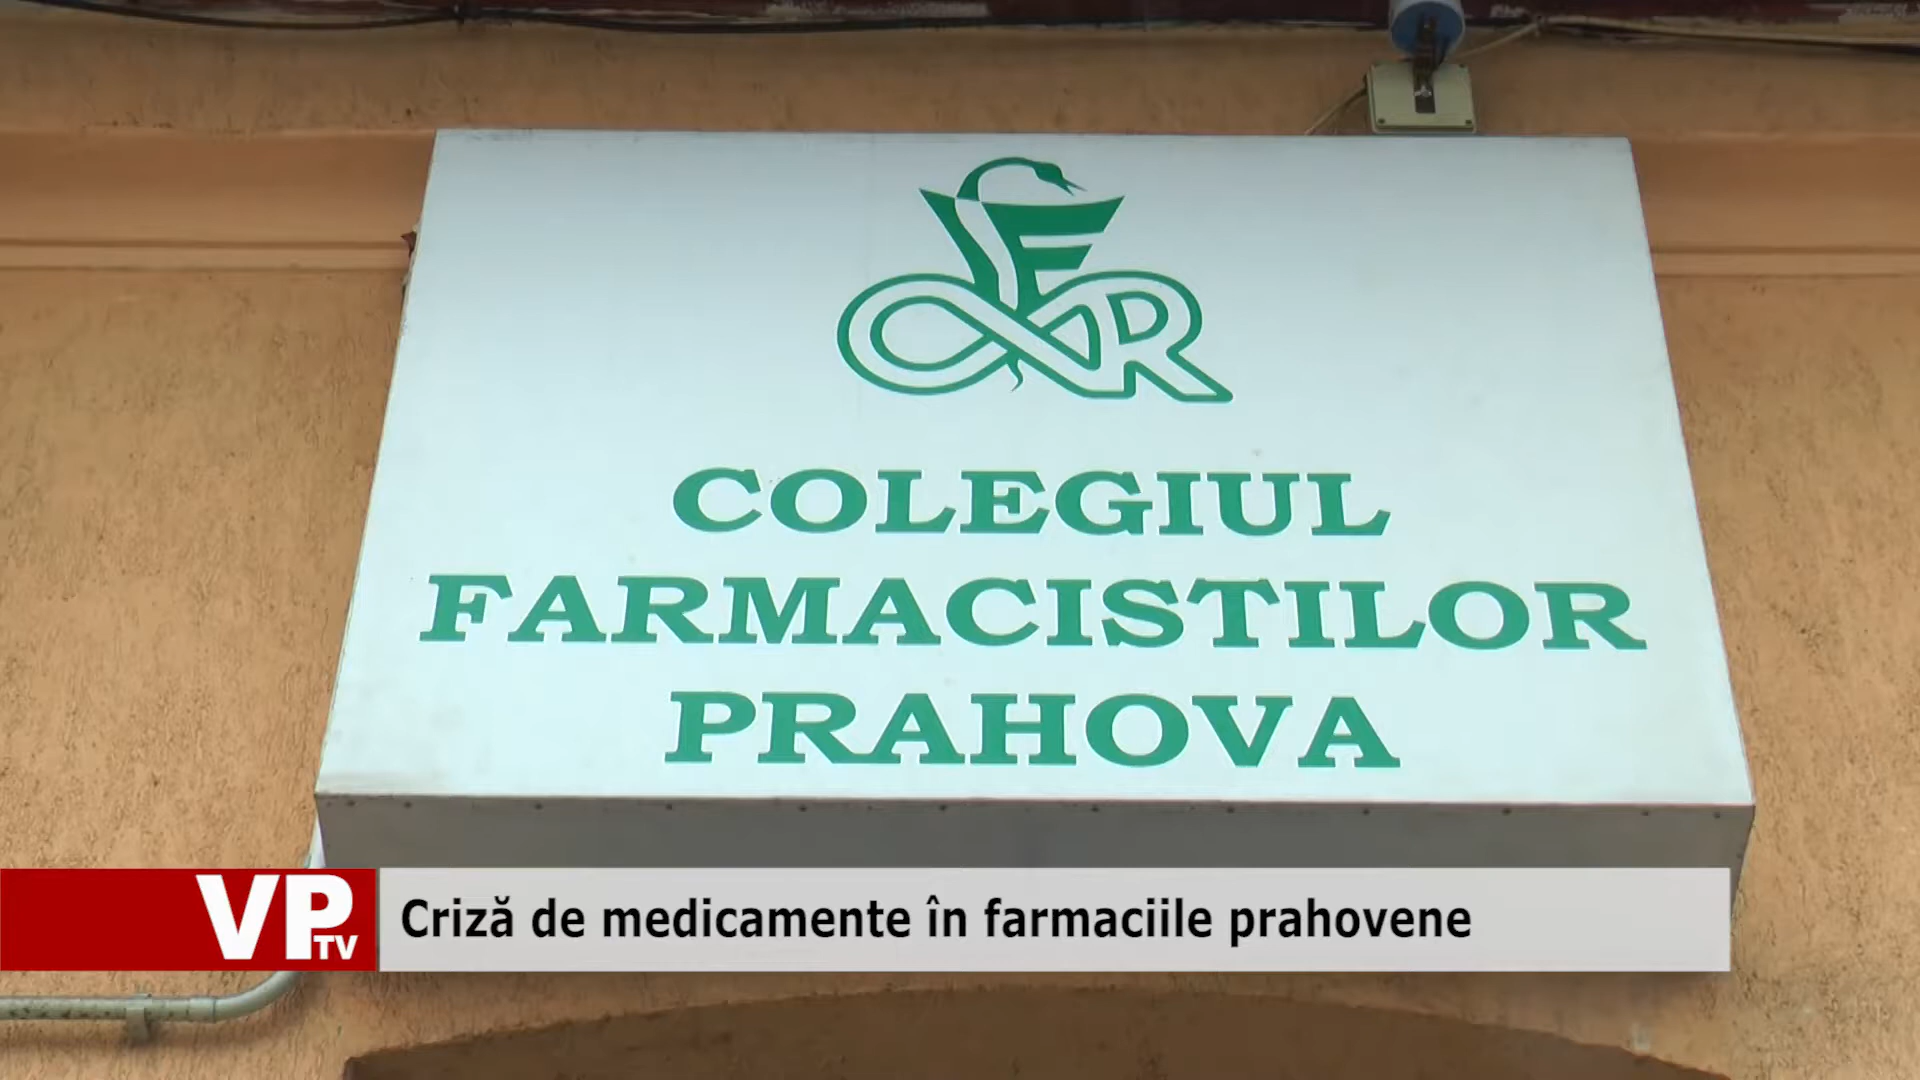 CFR
COLEGIUL
FARMACISTILOR
PRAHOVA
VP TV
Criză de medicamente în farmaciile prahovene